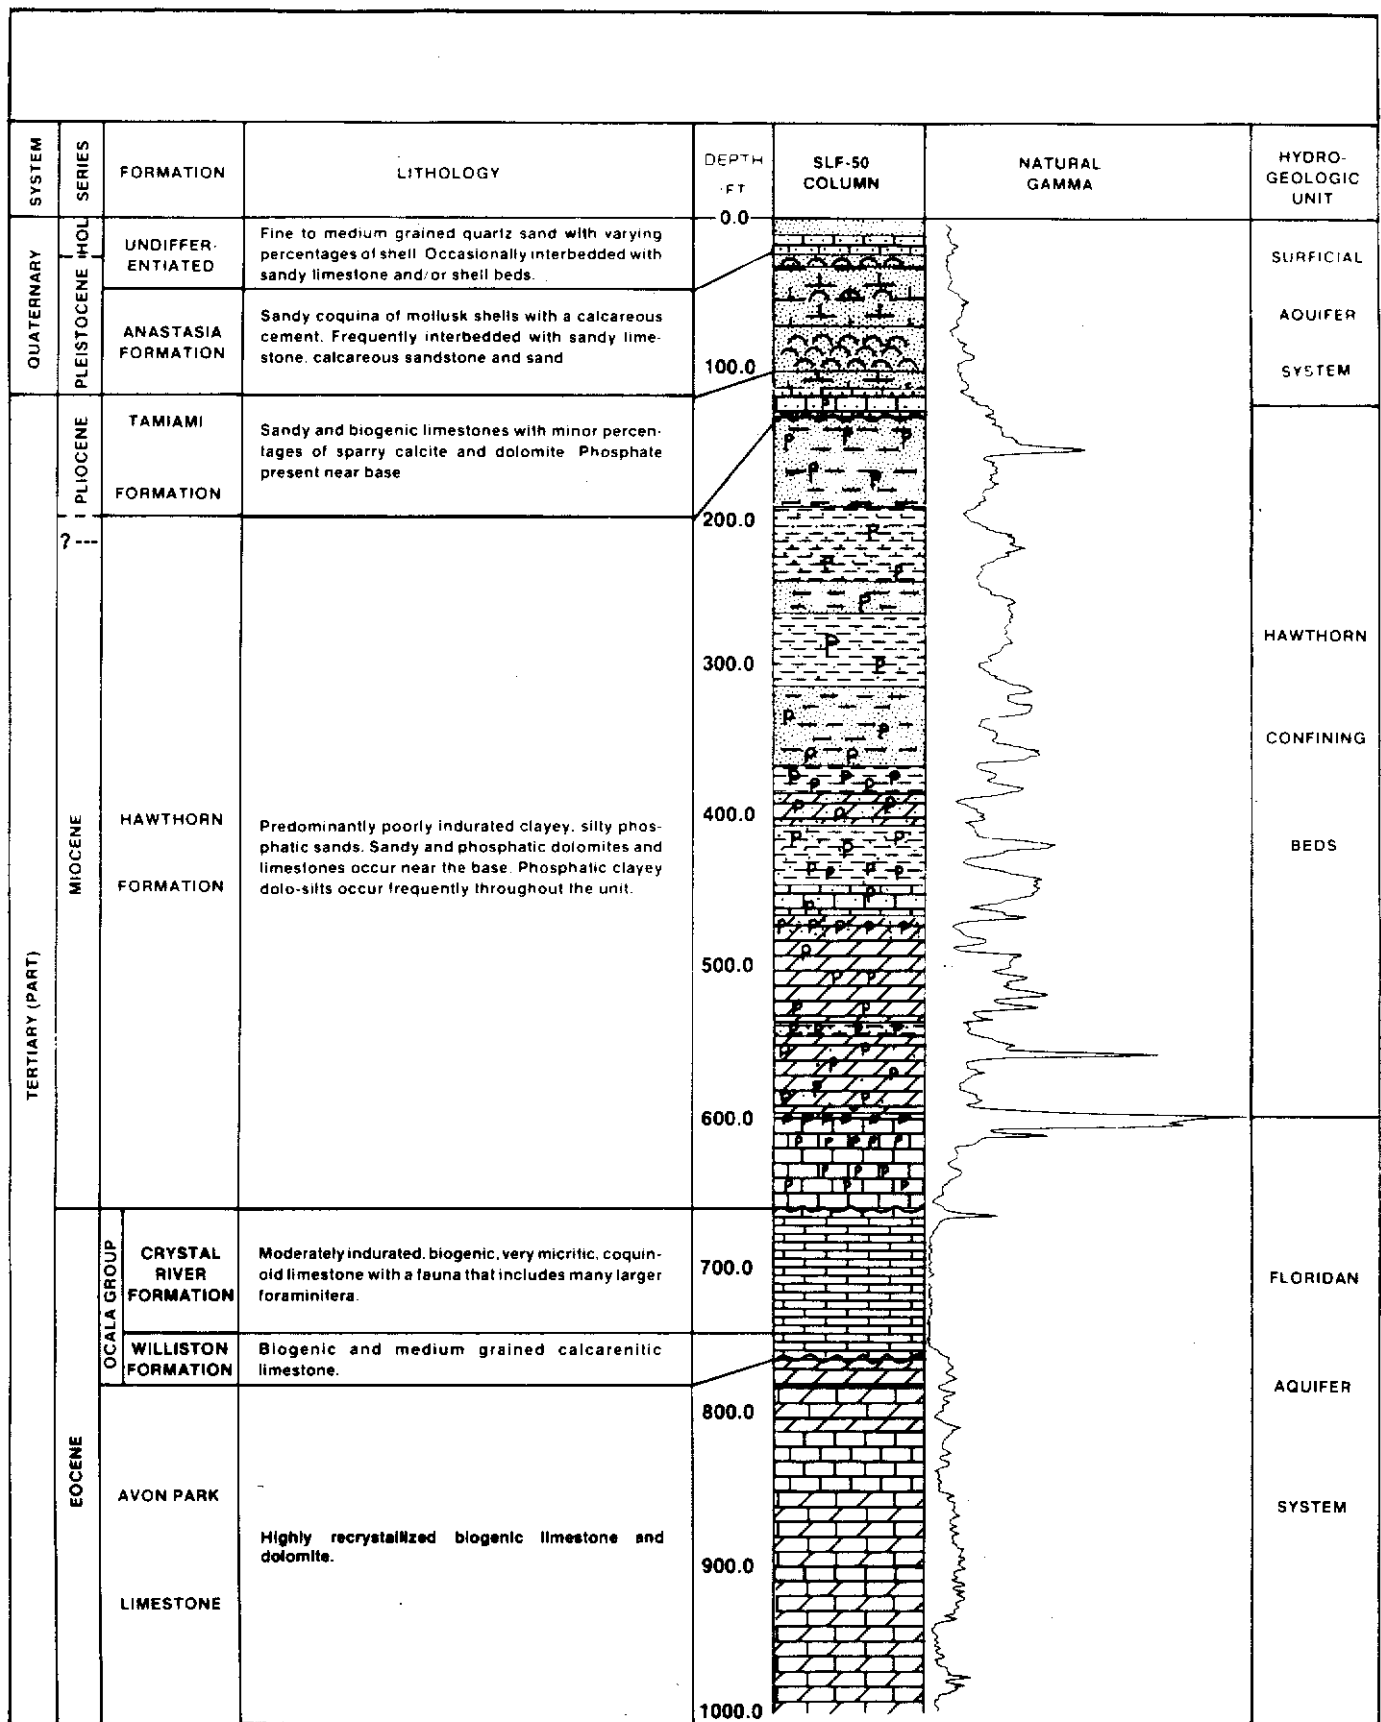 SYSTEM
SERIES
FORMATION
LITHOLOGY
DEPTH
FT
SLF-50
COLUMN
NATURAL
GAMMA
HYDRO-
GEOLOGIC
UNIT
QUATERNARY
HOL
PLEISTOCENE
UNDIFFER-
ENTIATED
Fine to medium grained quartz sand with varying
percentages of shell Occasionally interbedded with
sandy limestone and/or shell beds.
ANASTASIA
FORMATION
Sandy coquina of mollusk shells with a calcareous
cement. Frequently interbedded with sandy lime-
stone. calcareous sandstone and sand
TERTIARY (PART)
PLIOCENE
TAMIAMI
FORMATION
Sandy and biogenic limestones with minor percen-
tages of sparry calcite and dolomite Phosphate
present near base
? ---
MIOCENE
HAWTHORN
FORMATION
Predominantly poorly indurated clayey, silty phos-
phatic sands. Sandy and phosphatic dolomites and
limestones occur near the base. Phosphatic clayey
dolo-silts occur frequently throughout the unit.
EOCENE
OCALA GROUP
CRYSTAL
RIVER
FORMATION
Moderately indurated, biogenic, very micritic, coquin-
oid limestone with a fauna that includes many larger
foraminifera.
WILLISTON
FORMATION
Biogenic and medium grained calcarenitic
limestone.
AVON PARK
LIMESTONE
Highly recrystallized biogenic limestone and
dolomite.
0.0
100.0
200.0
300.0
400.0
500.0
600.0
700.0
800.0
900.0
1000.0
SURFICIAL
AQUIFER
SYSTEM
HAWTHORN
CONFINING
BEDS
FLORIDAN
AQUIFER
SYSTEM